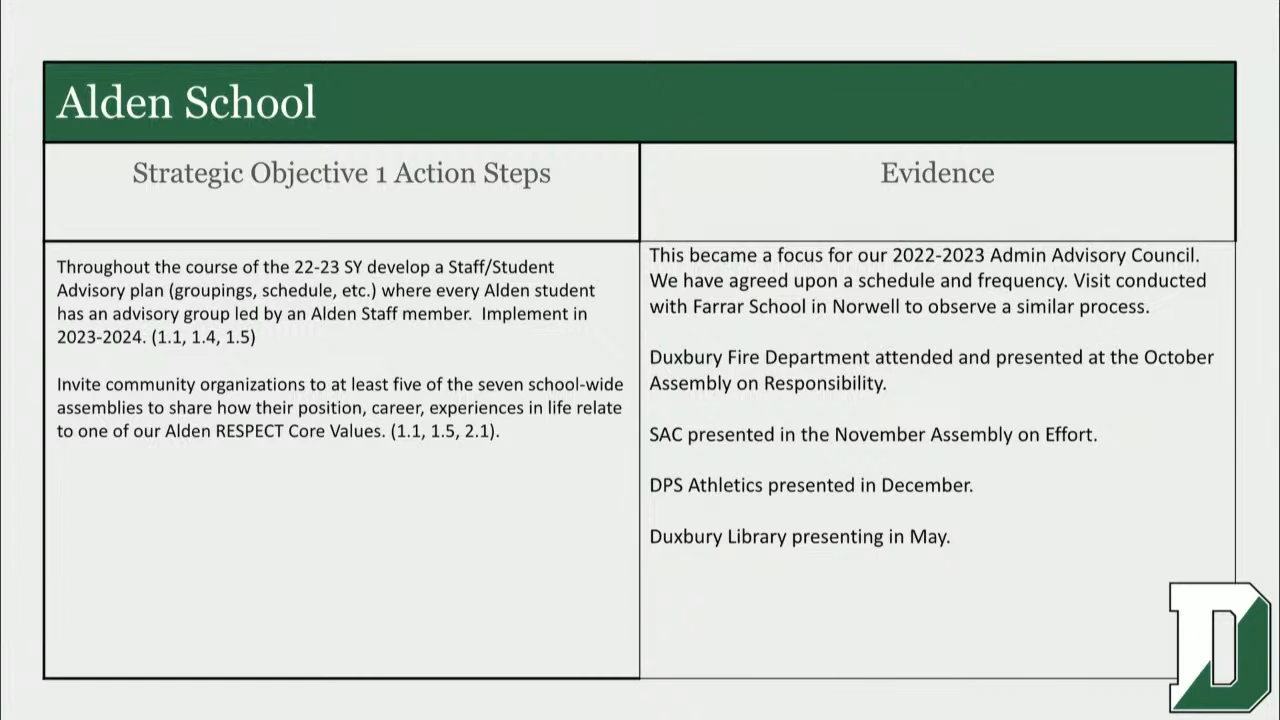 Alden School
Strategic Objective 1 Action Steps
Evidence
Throughout the course of the 22-23 SY develop a Staff/Student
Advisory plan (groupings, schedule, etc.) where every Alden student
has an advisory group led by an Alden Staff member.  Implement in
2023-2024. (1.1, 1.4, 1.5)
Invite community organizations to at least five of the seven school-wide
assemblies to share how their position, career, experiences in life relate
to one of our Alden RESPECT Core Values. (1.1, 1.5, 2.1).
This became a focus for our 2022-2023 Admin Advisory Council.
We have agreed upon a schedule and frequency. Visit conducted
with Farrar School in Norwell to observe a similar process.
Duxbury Fire Department attended and presented at the October
Assembly on Responsibility.
SAC presented in the November Assembly on Effort.
DPS Athletics presented in December.
Duxbury Library presenting in May.
D